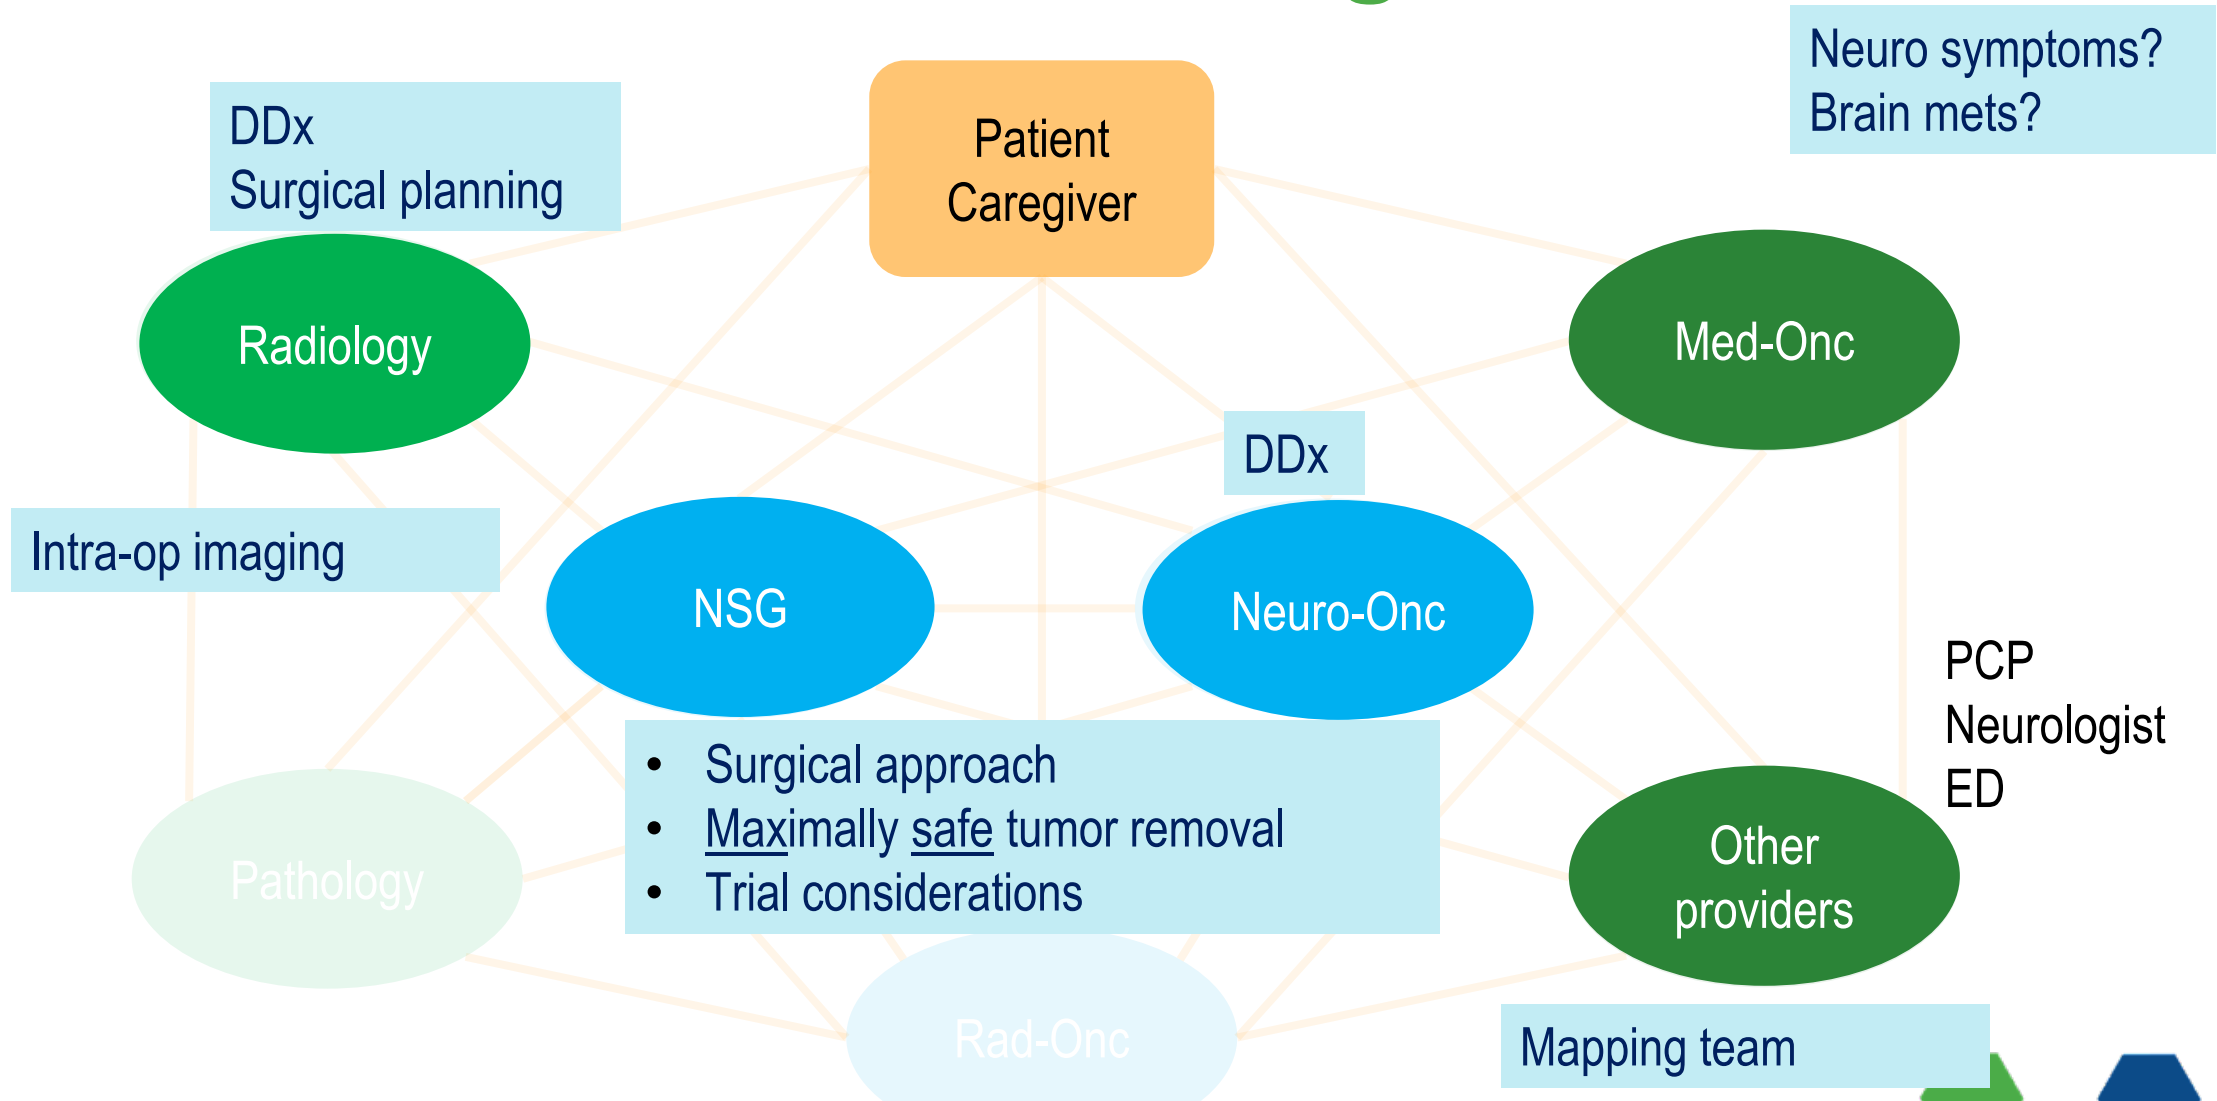 Neuro symptoms?
Brain mets?
DDx
Surgical planning
Patient
Caregiver
Radiology
Med-Onc
DDx
Intra-op imaging
NSG
Neuro-Onc
PCP
Neurologist
ED
• Surgical approach
• Maximally safe tumor removal
• Trial considerations
Pathology
Other
providers
Rad-Onc
Mapping team